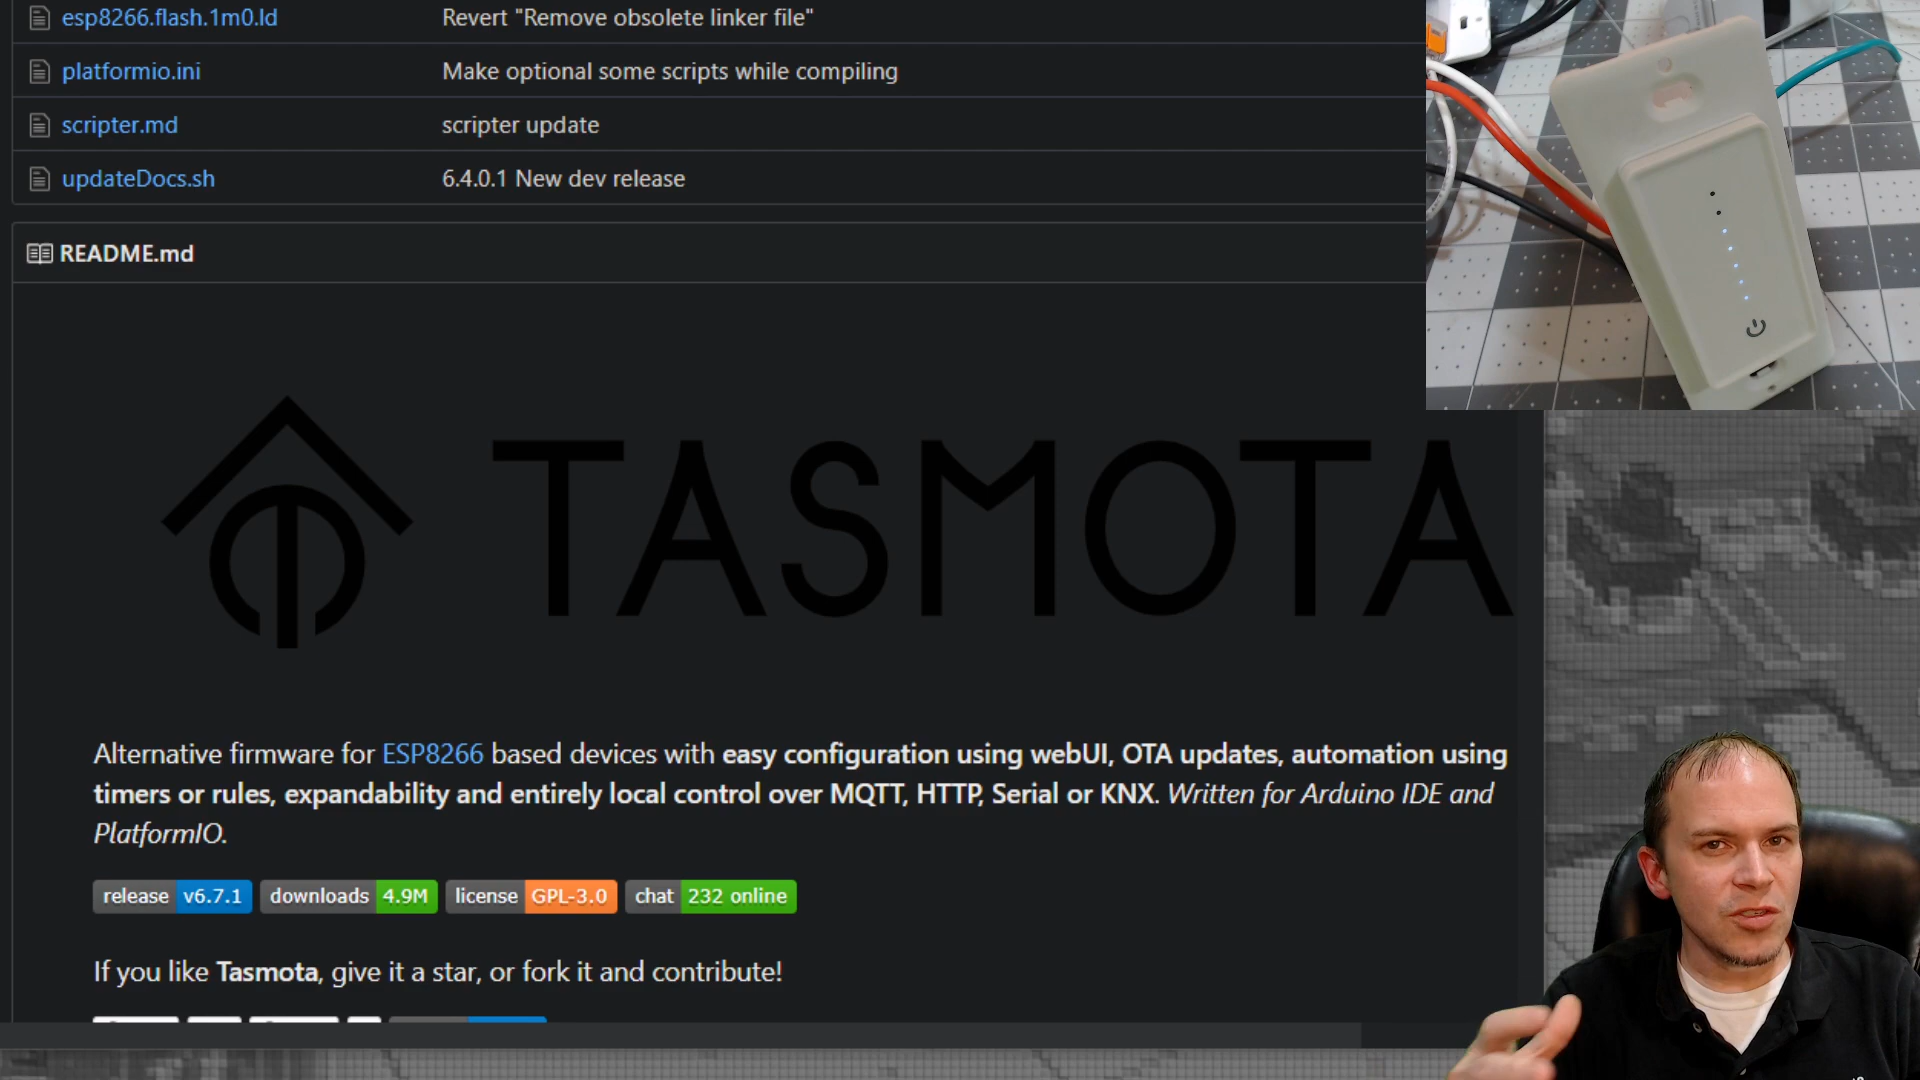 esp8266.flash.1m0.ld Revert "Remove obsolete linker file"
platformio.ini Make optional some scripts while compiling
scripter.md scripter update
updateDocs.sh 6.4.0.1 New dev release
README.md
TASMOTA
Alternative firmware for ESP8266 based devices with easy configuration using webUI, OTA updates, automation using
timers or rules, expandability and entirely local control over MQTT, HTTP, Serial or KNX. Written for Arduino IDE and
PlatformIO.
release v6.7.1 downloads 4.9M license GPL-3.0 chat 232 online
If you like Tasmota, give it a star, or fork it and contribute!